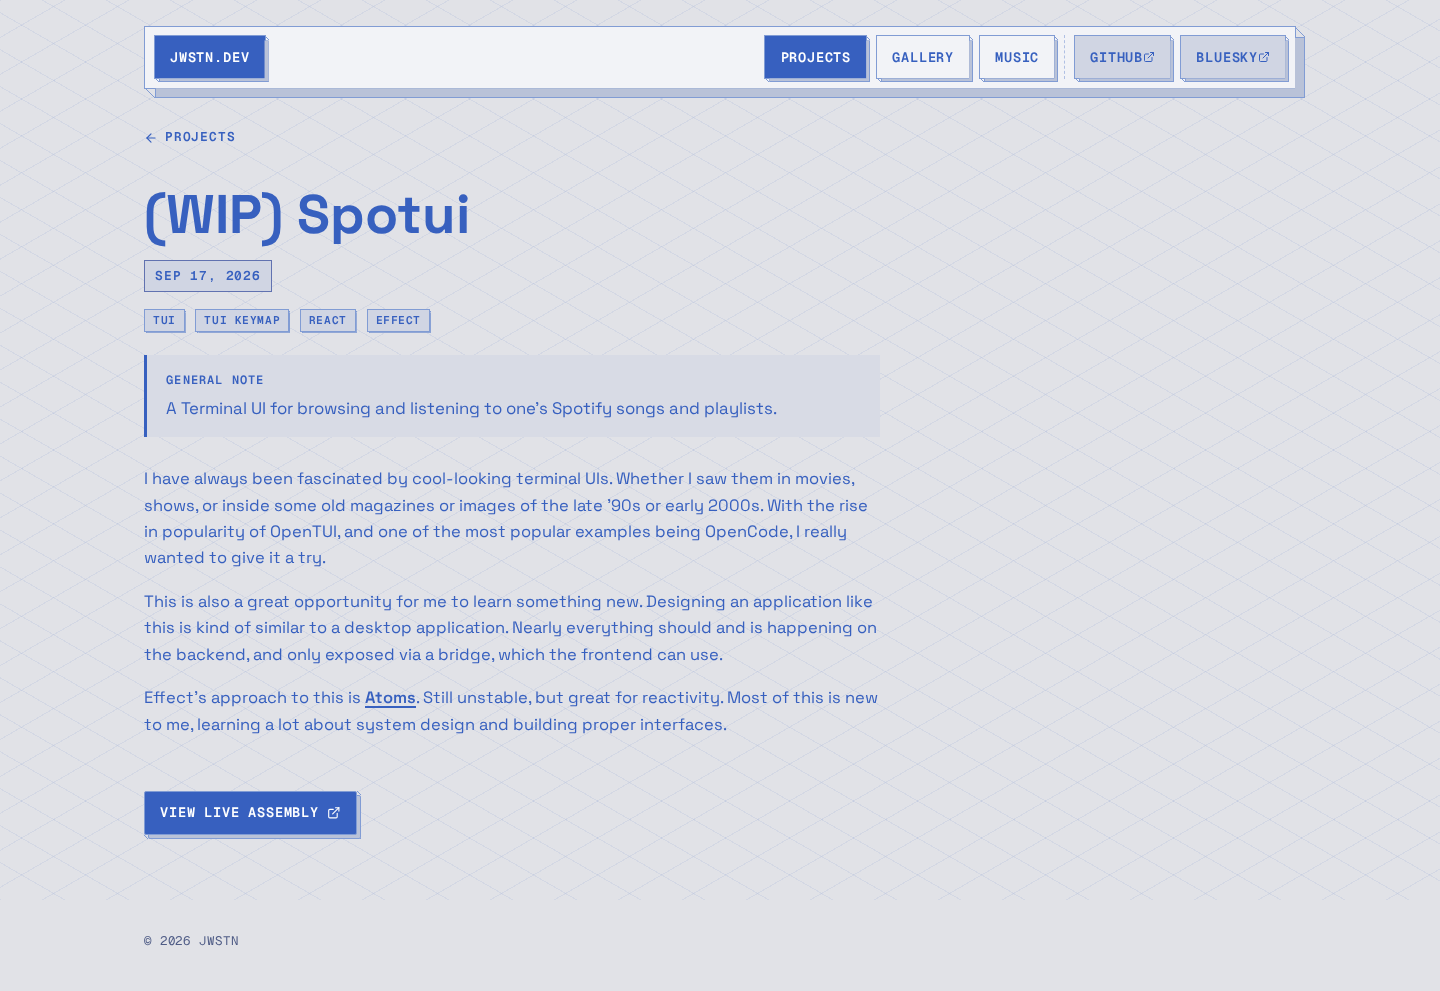 JWSTN.DEV
PROJECTS
GALLERY
MUSIC
GITHUB
BLUESKY
← PROJECTS
(WIP) Spotui
SEP 17, 2026
TUI
TUI KEYMAP
REACT
EFFECT
GENERAL NOTE
A Terminal UI for browsing and listening to one's Spotify songs and playlists.
I have always been fascinated by cool-looking terminal UIs. Whether I saw them in movies,
shows, or inside some old magazines or images of the late '90s or early 2000s. With the rise
in popularity of OpenTUI, and one of the most popular examples being OpenCode, I really
wanted to give it a try.
This is also a great opportunity for me to learn something new. Designing an application like
this is kind of similar to a desktop application. Nearly everything should and is happening on
the backend, and only exposed via a bridge, which the frontend can use.
Effect's approach to this is Atoms. Still unstable, but great for reactivity. Most of this is new
to me, learning a lot about system design and building proper interfaces.
VIEW LIVE ASSEMBLY
© 2026 JWSTN